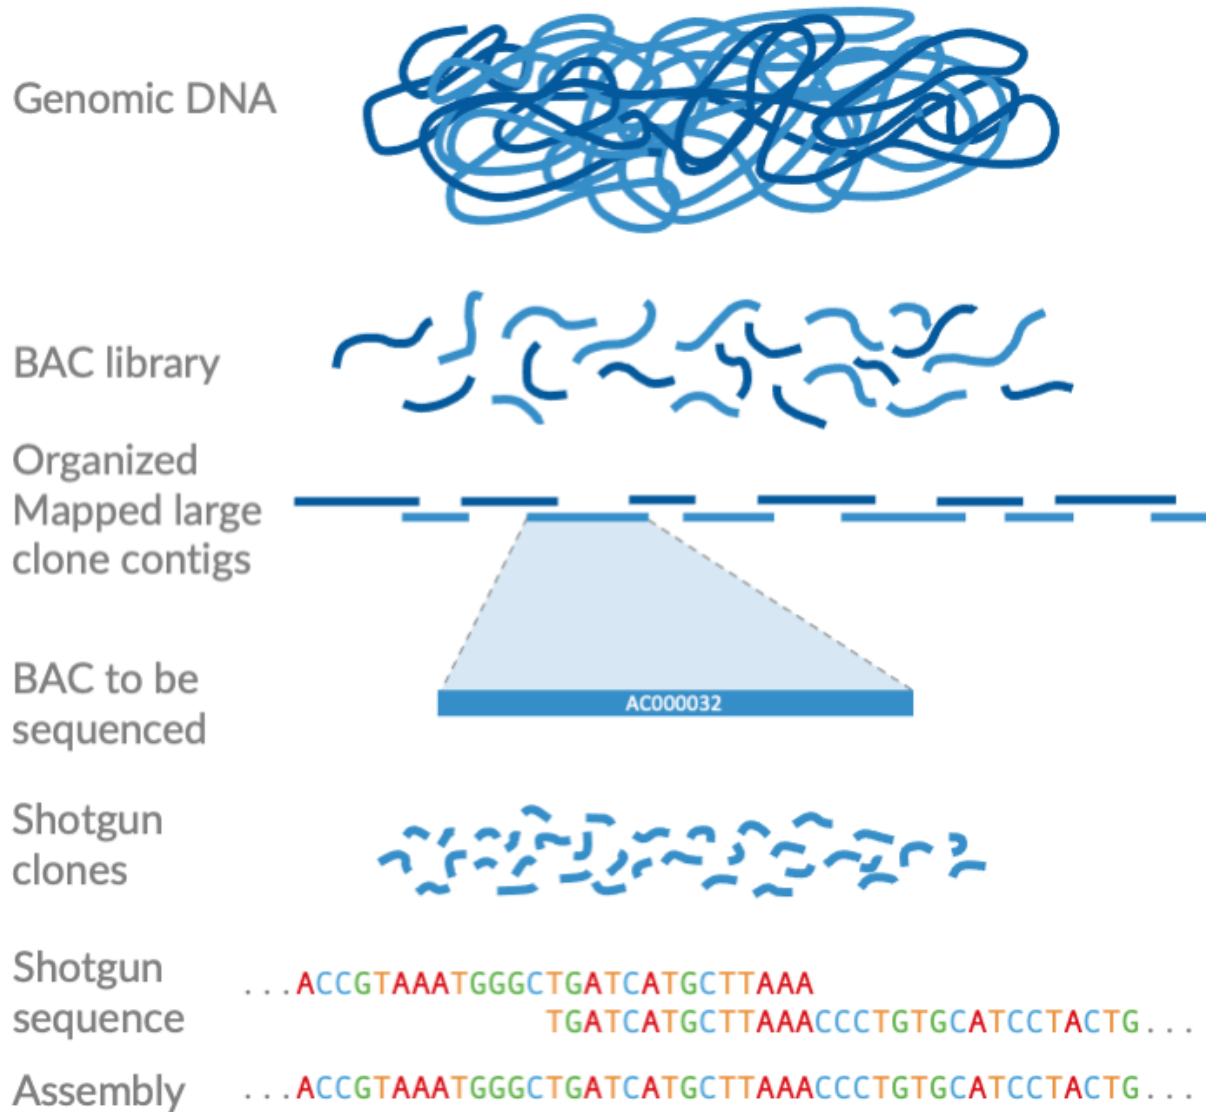 Genomic DNA
BAC library
Organized
Mapped large
clone contigs
BAC to be
sequenced
AC000032
Shotgun
clones
Shotgun
sequence
...ACCGTAAATGGGCTGATCATGCTTAAA
TGATCATGCTTAAACCCTGTGCATCCTACTG...
Assembly
...ACCGTAAATGGGCTGATCATGCTTAAACCCTGTGCATCCTACTG...